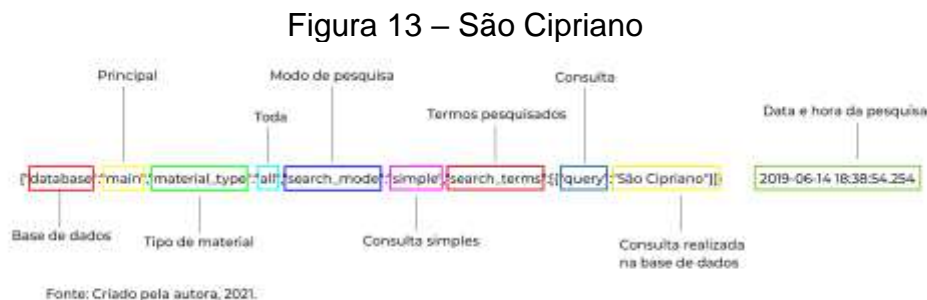 Figura 13 – São Cipriano
Principal
Modo de pesquisa
Consulta
Toda
Termos pesquisados
Data e hora da pesquisa
{"database":"main","material_type":"all","search_mode":"simple","search_terms":[{"query":"São Cipriano"}]} 2019-06-14 18:38:54.254
Base de dados
Tipo de material
Consulta simples
Consulta realizada
na base de dados
Fonte: Criado pela autora, 2021.